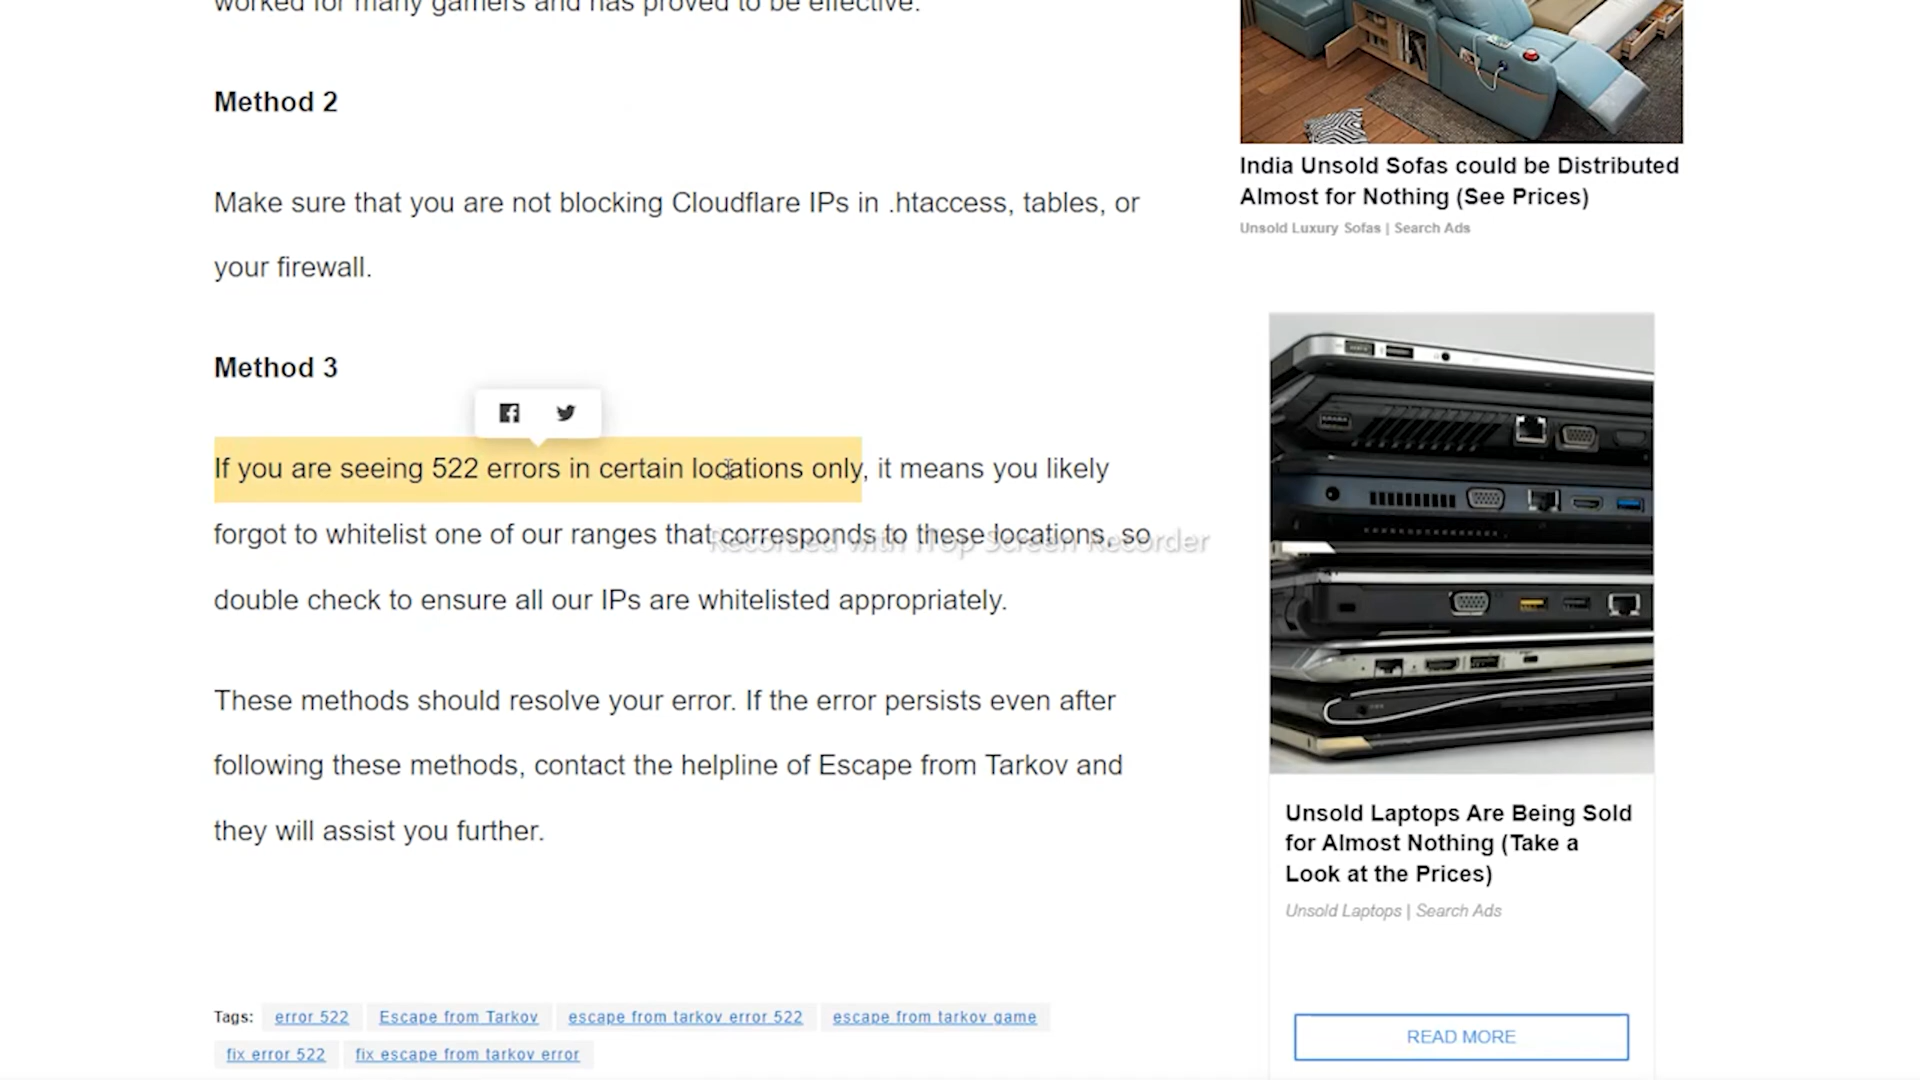 worked for many gamers and has proved to be effective.
Method 2
Make sure that you are not blocking Cloudflare IPs in .htaccess, tables, or
your firewall.
Method 3
If you are seeing 522 errors in certain locations only, it means you likely
forgot to whitelist one of our ranges that corresponds to these locations, so
double check to ensure all our IPs are whitelisted appropriately.
Recorded with iTop Screen Recorder
These methods should resolve your error. If the error persists even after
following these methods, contact the helpline of Escape from Tarkov and
they will assist you further.
Tags: error 522 Escape from Tarkov escape from tarkov error 522 escape from tarkov game
fix error 522 fix escape from tarkov error
India Unsold Sofas could be Distributed
Almost for Nothing (See Prices)
Unsold Luxury Sofas | Search Ads
Unsold Laptops Are Being Sold
for Almost Nothing (Take a
Look at the Prices)
Unsold Laptops | Search Ads
READ MORE